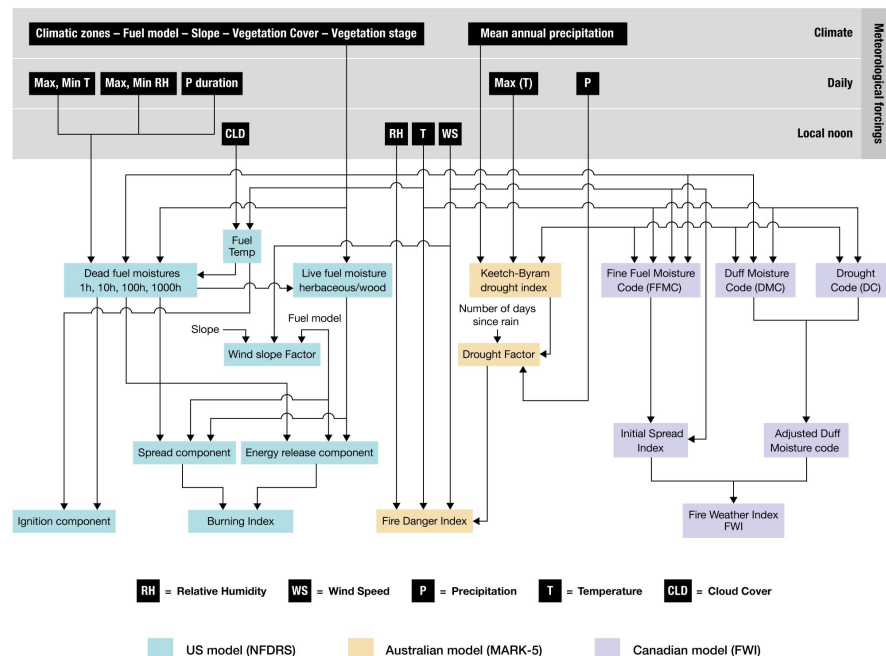 Climatic zones – Fuel model – Slope – Vegetation Cover – Vegetation stage
Mean annual precipitation
Climate
Meteorological forcings
Max, Min T
Max, Min RH
P duration
Max (T)
P
Daily
CLD
RH
T
WS
Local noon
Fuel
Temp
Dead fuel moistures
1h, 10h, 100h, 1000h
Live fuel moisture
herbaceous/wood
Keetch-Byram
drought index
Fine Fuel Moisture
Code (FFMC)
Duff Moisture
Code (DMC)
Drought
Code (DC)
Number of days
since rain
Fuel model
Slope
Wind slope Factor
Drought Factor
Spread component
Energy release component
Initial Spread
Index
Adjusted Duff
Moisture code
Ignition component
Burning Index
Fire Danger Index
Fire Weather Index
FWI
RH = Relative Humidity
WS = Wind Speed
P = Precipitation
T = Temperature
CLD = Cloud Cover
US model (NFDRS)
Australian model (MARK-5)
Canadian model (FWI)